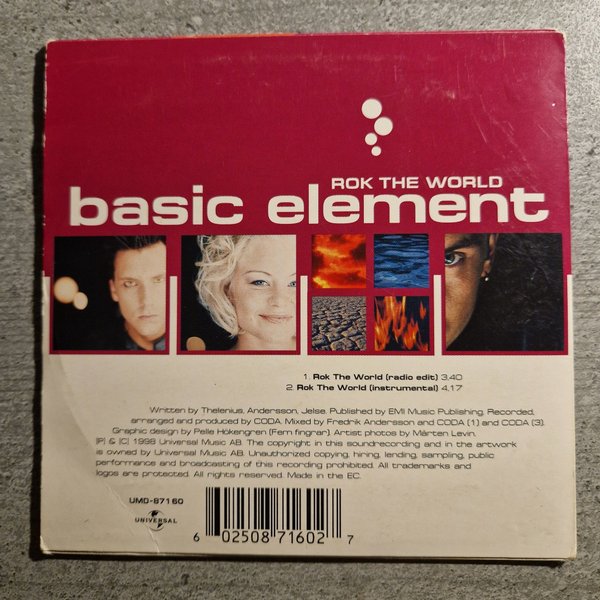 ROK THE WORLD
basic element
1. Rok The World (radio edit) 3.40
2. Rok The World (instrumental) 4.17
Written by Thelenius, Andersson, Jelse. Published by EMI Music Publishing, Recorded,
arranged and produced by CODA. Mixed by Fredrik Andersson and CODA (1) and CODA (3).
Graphic design by Pelle Hökengren (Fem fingrar). Artist photos by Mårten Levin.
(P) & (C) 1998 Universal Music AB. The copyright in this soundrecording and in the artwork
is owned by Universal Music AB. Unauthorized copying, hiring, lending, sampling, public
performance and broadcasting of this recording prohibited. All trademarks and
logos are protected. All rights reserved. Made in the EC.
UMD-87160
UNIVERSAL
6 02508 71602 7